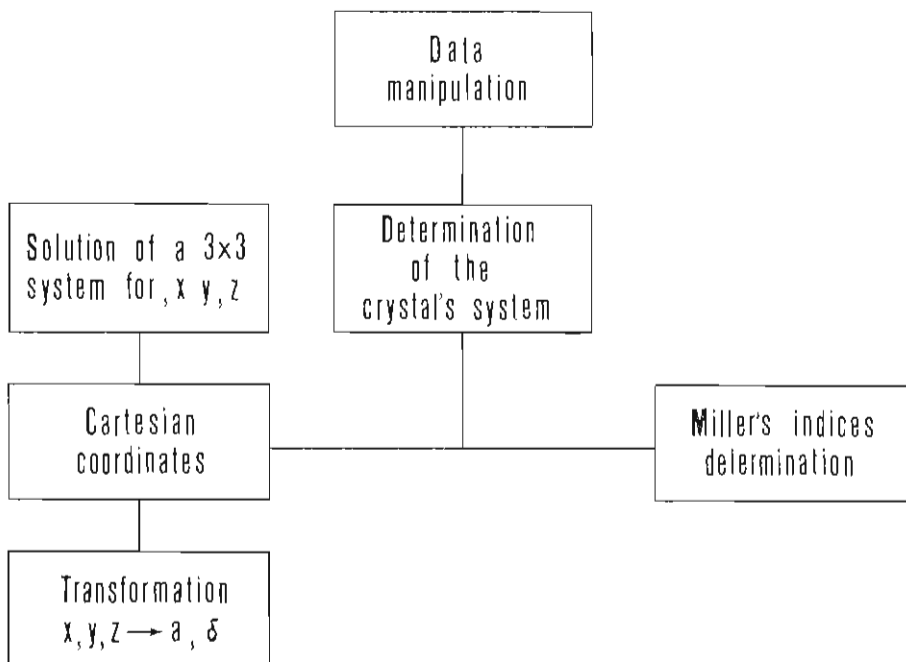 Data
manipulation
Determination
of the
crystal's system
Solution of a 3×3
system for, x y, z
Cartesian
coordinates
Miller's indices
determination
Transformation
x, y, z → a, δ